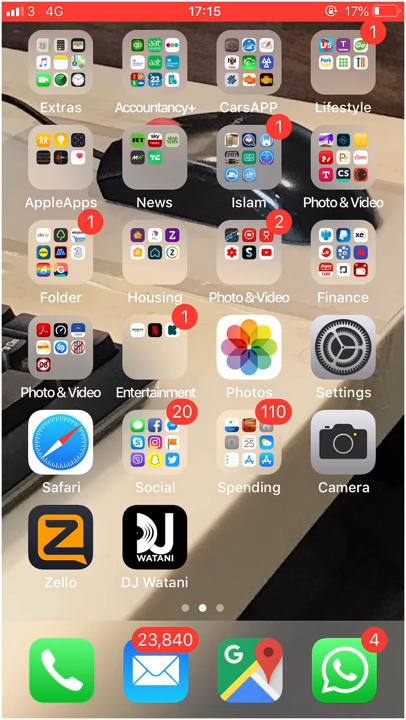 3 4G 17:15 17%
1
Extras Accountancy+ CarsAPP Lifestyle
1
AppleApps News Islam Photo & Video
1 2
Folder Housing Photo & Video Finance
1
Photo & Video Entertainment Photos Settings
20 110
Safari Social Spending Camera
DJ
WATANI
Zello DJ Watani
23,840 4
G